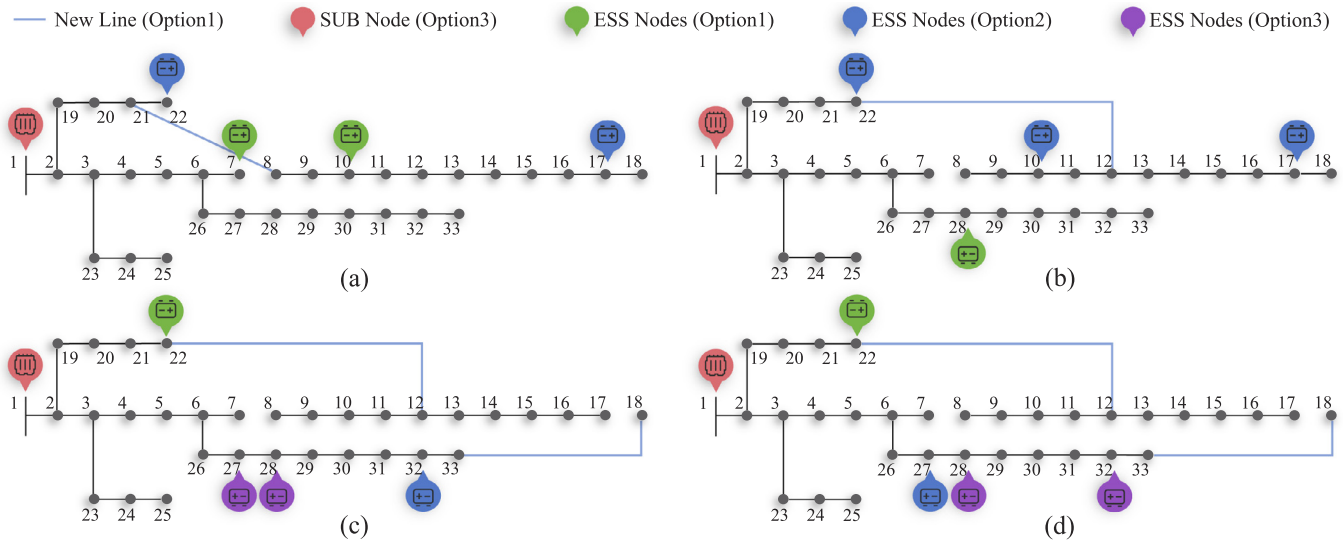 New Line (Option1) SUB Node (Option3) ESS Nodes (Option1) ESS Nodes (Option2) ESS Nodes (Option3)
19 20 21 22
1 2 3 4 5 6 7 8 9 10 11 12 13 14 15 16 17 18
26 27 28 29 30 31 32 33
23 24 25
(a)
19 20 21 22
1 2 3 4 5 6 7 8 9 10 11 12 13 14 15 16 17 18
26 27 28 29 30 31 32 33
23 24 25
(b)
19 20 21 22
1 2 3 4 5 6 7 8 9 10 11 12 13 14 15 16 17 18
26 27 28 29 30 31 32 33
23 24 25
(c)
19 20 21 22
1 2 3 4 5 6 7 8 9 10 11 12 13 14 15 16 17 18
26 27 28 29 30 31 32 33
23 24 25
(d)